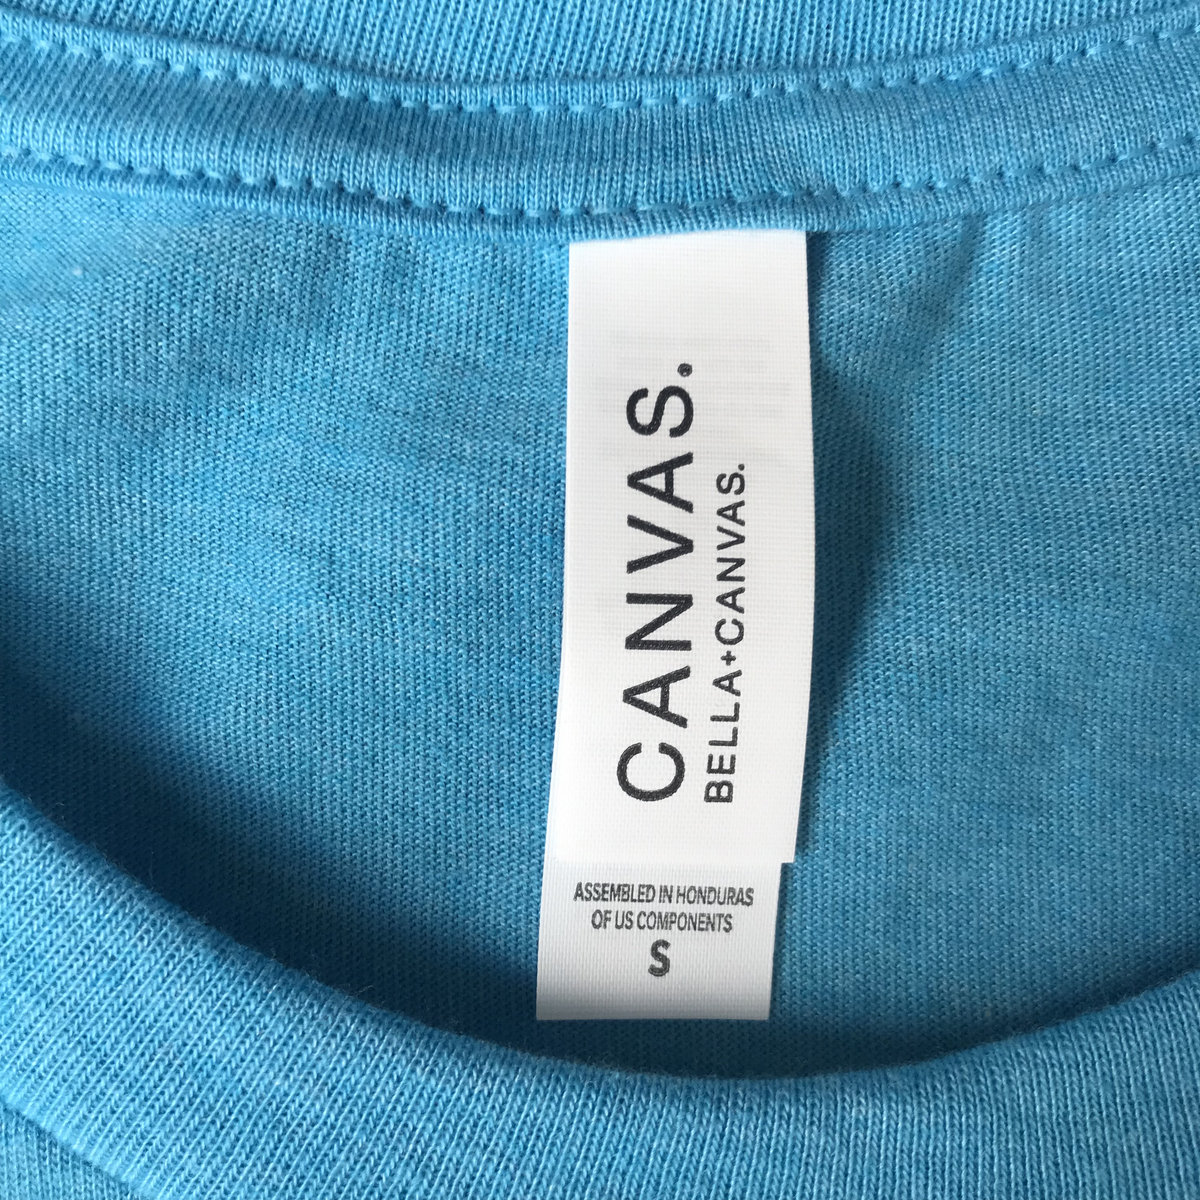 CANVAS.
BELLA+CANVAS.
ASSEMBLED IN HONDURAS
OF US COMPONENTS
S